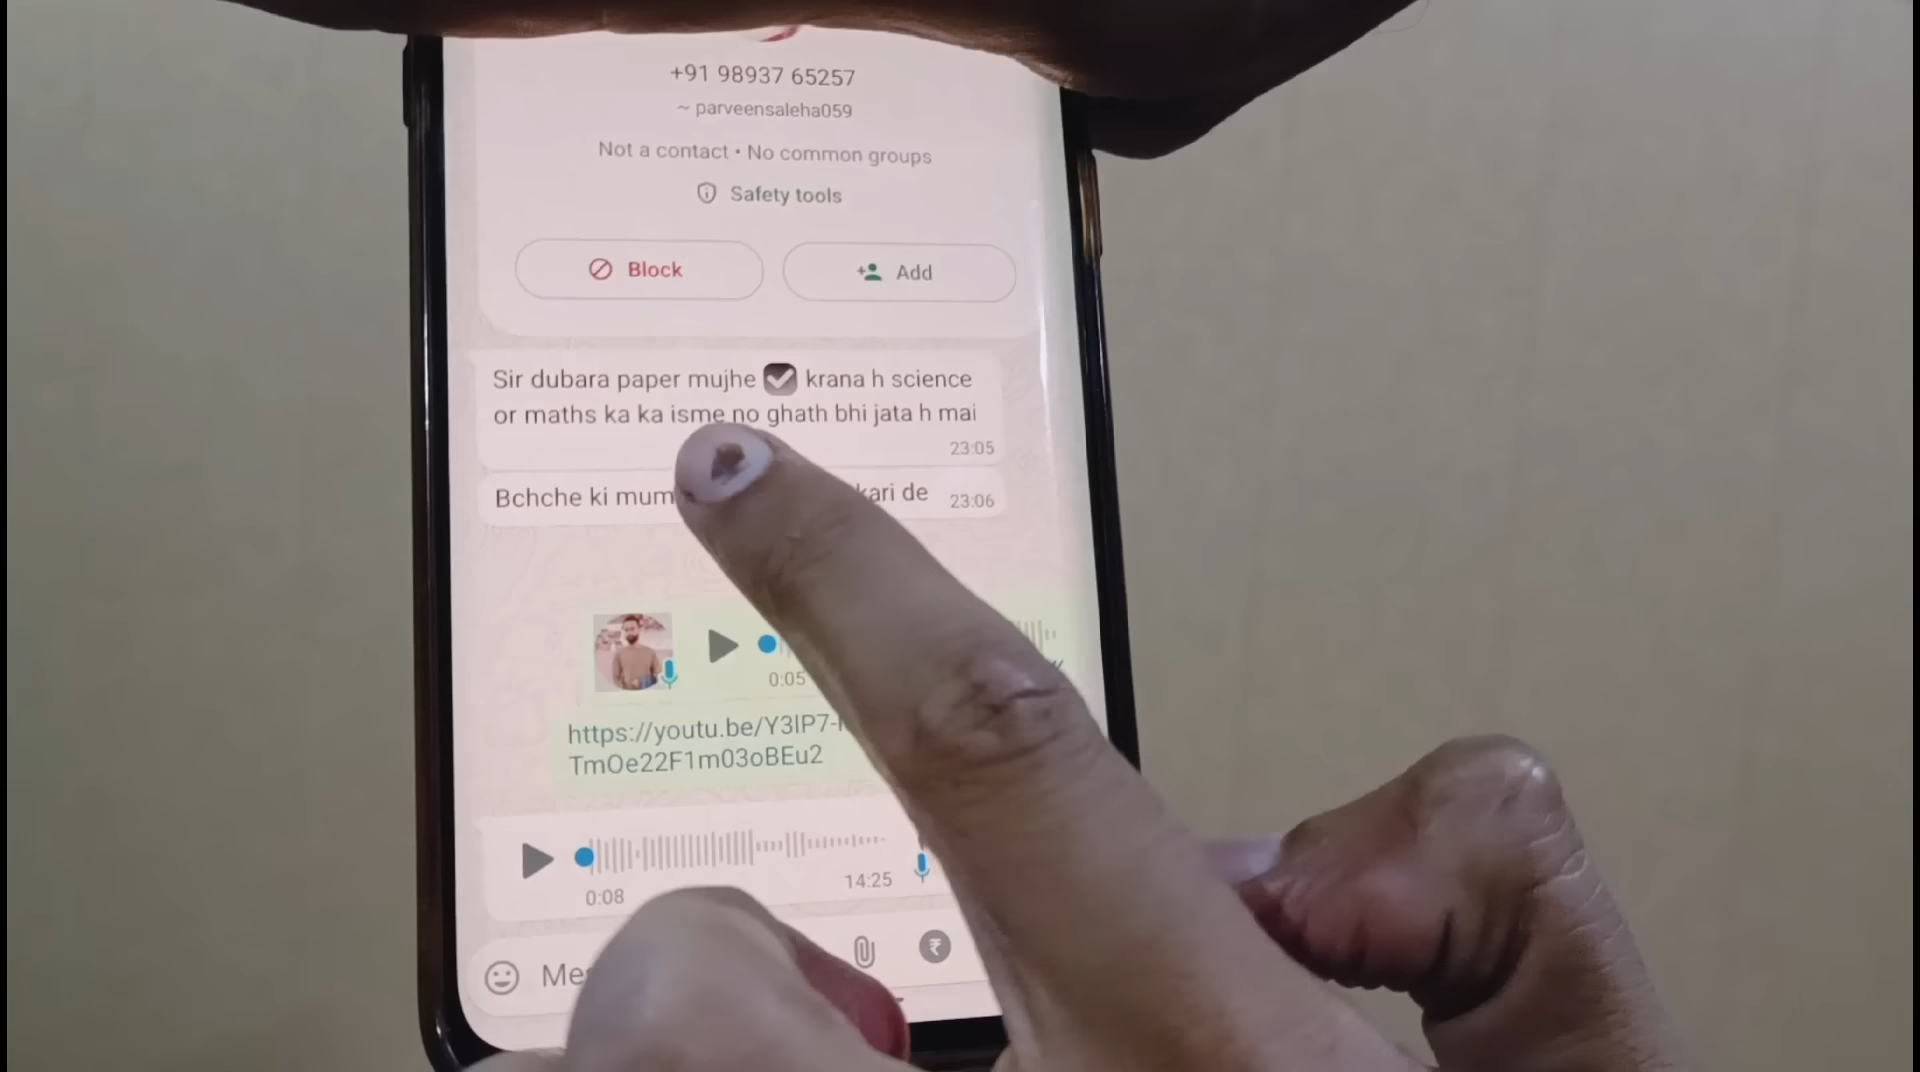 +91 98937 65257
~ parveensaleha059
Not a contact • No common groups
Safety tools
Block
Add
Sir dubara paper mujhe ✅ krana h science
or maths ka ka isme no ghath bhi jata h mai
23:05
Bchche ki mum kari de 23:06
0:05
https://youtu.be/Y3lP7-
TmOe22F1m03oBEu2
0:08 14:25